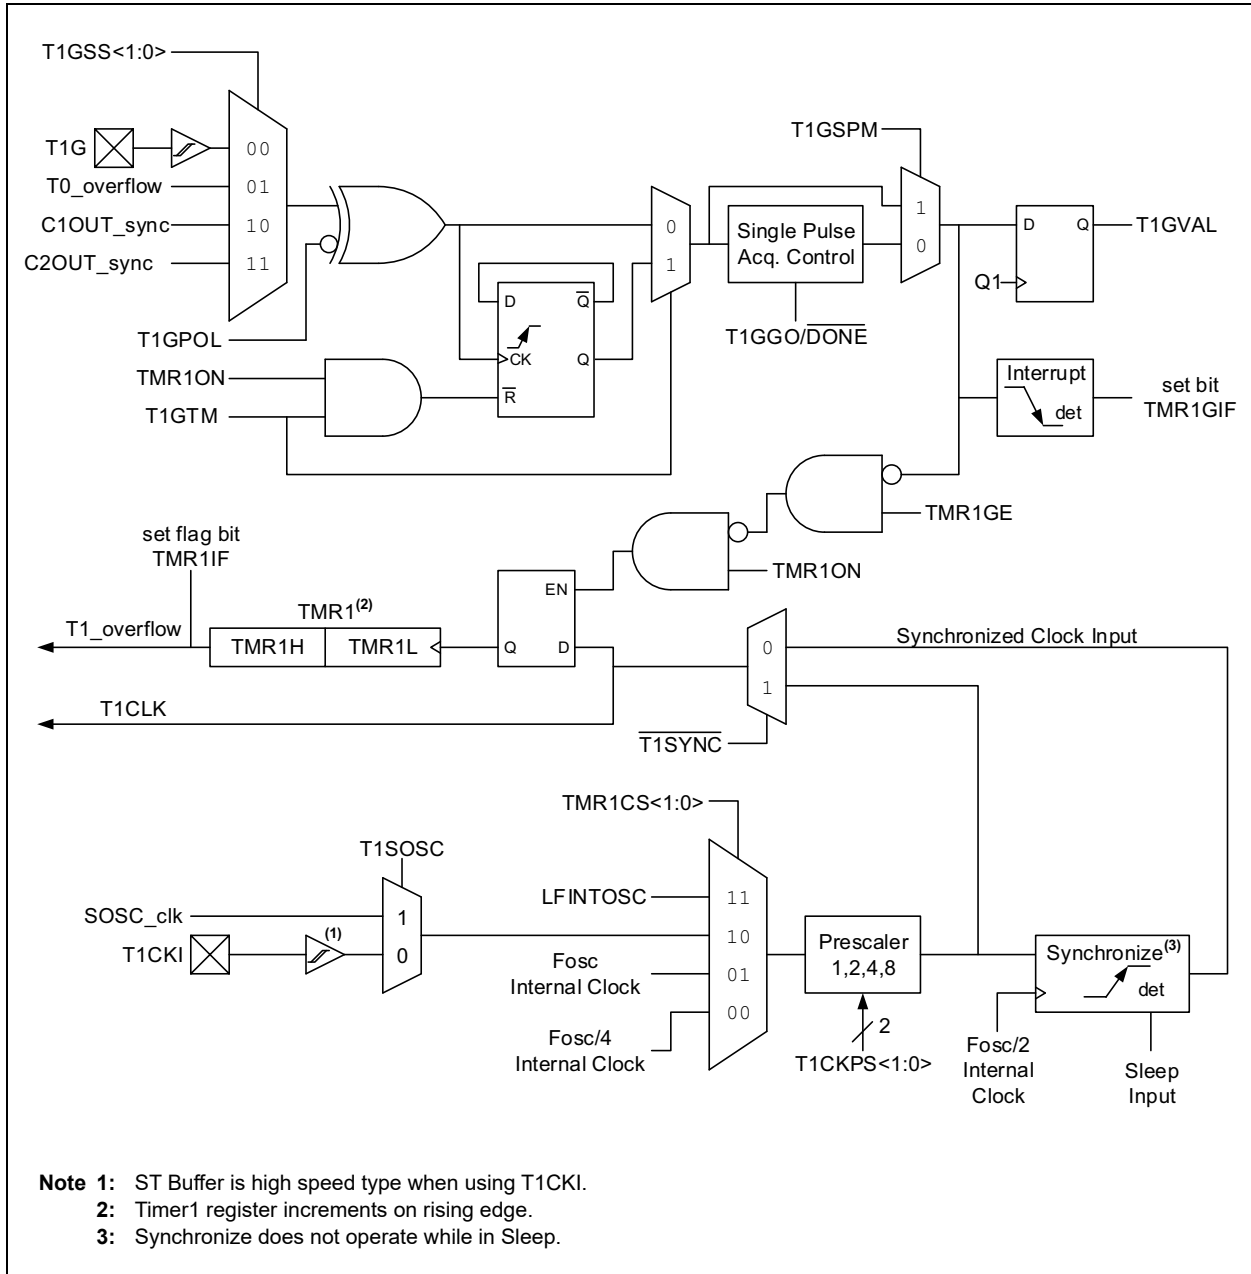 T1GSS<1:0>
T1G
00
T0_overflow
01
C1OUT_sync
10
C2OUT_sync
11
T1GPOL
0
1
T1GSPM
1
0
Single Pulse
Acq. Control
T1GGO/DONE
D
Q
T1GVAL
Q1
D
Q
CK
Q
R
TMR1ON
T1GTM
Interrupt
det
set bit
TMR1GIF
TMR1GE
TMR1ON
set flag bit
TMR1IF
TMR1(2)
T1_overflow
TMR1H
TMR1L
EN
Q
D
0
1
Synchronized Clock Input
T1CLK
T1SYNC
TMR1CS<1:0>
T1SOSC
SOSC_clk
1
T1CKI
(1)
0
LFINTOSC
11
10
Fosc
Internal Clock
01
Fosc/4
Internal Clock
00
Prescaler
1,2,4,8
2
T1CKPS<1:0>
Synchronize(3)
det
Fosc/2
Internal
Clock
Sleep
Input
Note 1: ST Buffer is high speed type when using T1CKI.
2: Timer1 register increments on rising edge.
3: Synchronize does not operate while in Sleep.